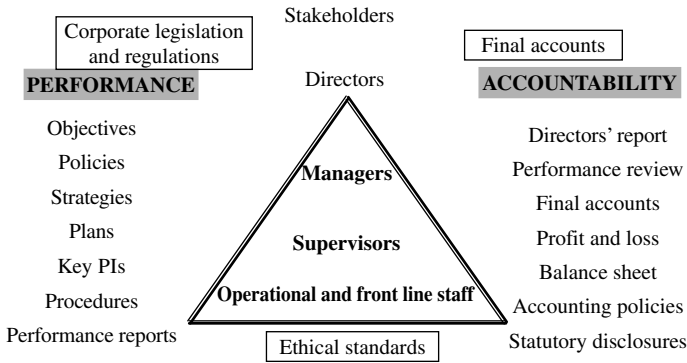 Stakeholders
Corporate legislation
and regulations
Final accounts
PERFORMANCE
Directors
ACCOUNTABILITY
Objectives
Policies
Strategies
Plans
Key PIs
Procedures
Performance reports
Managers
Supervisors
Operational and front line staff
Ethical standards
Directors’ report
Performance review
Final accounts
Profit and loss
Balance sheet
Accounting policies
Statutory disclosures